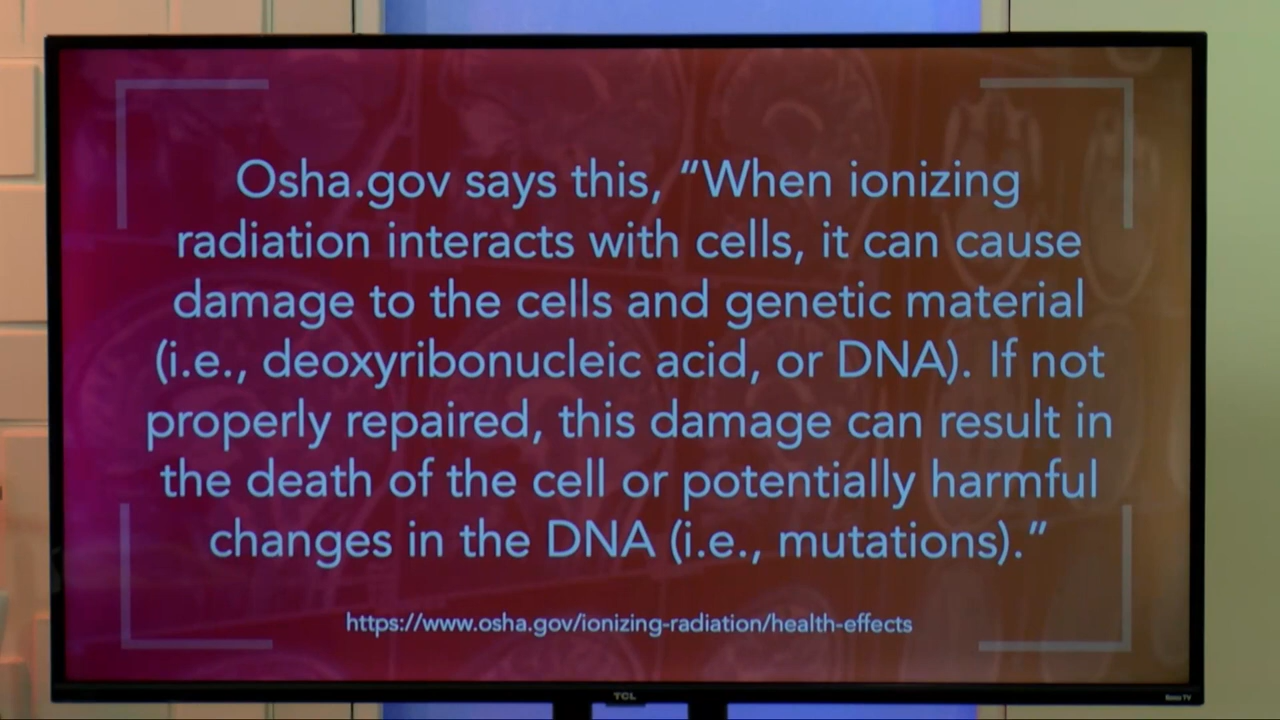 Osha.gov says this, “When ionizing
radiation interacts with cells, it can cause
damage to the cells and genetic material
(i.e., deoxyribonucleic acid, or DNA). If not
properly repaired, this damage can result in
the death of the cell or potentially harmful
changes in the DNA (i.e., mutations).”
https://www.osha.gov/ionizing-radiation/health-effects
TCL
Roku TV